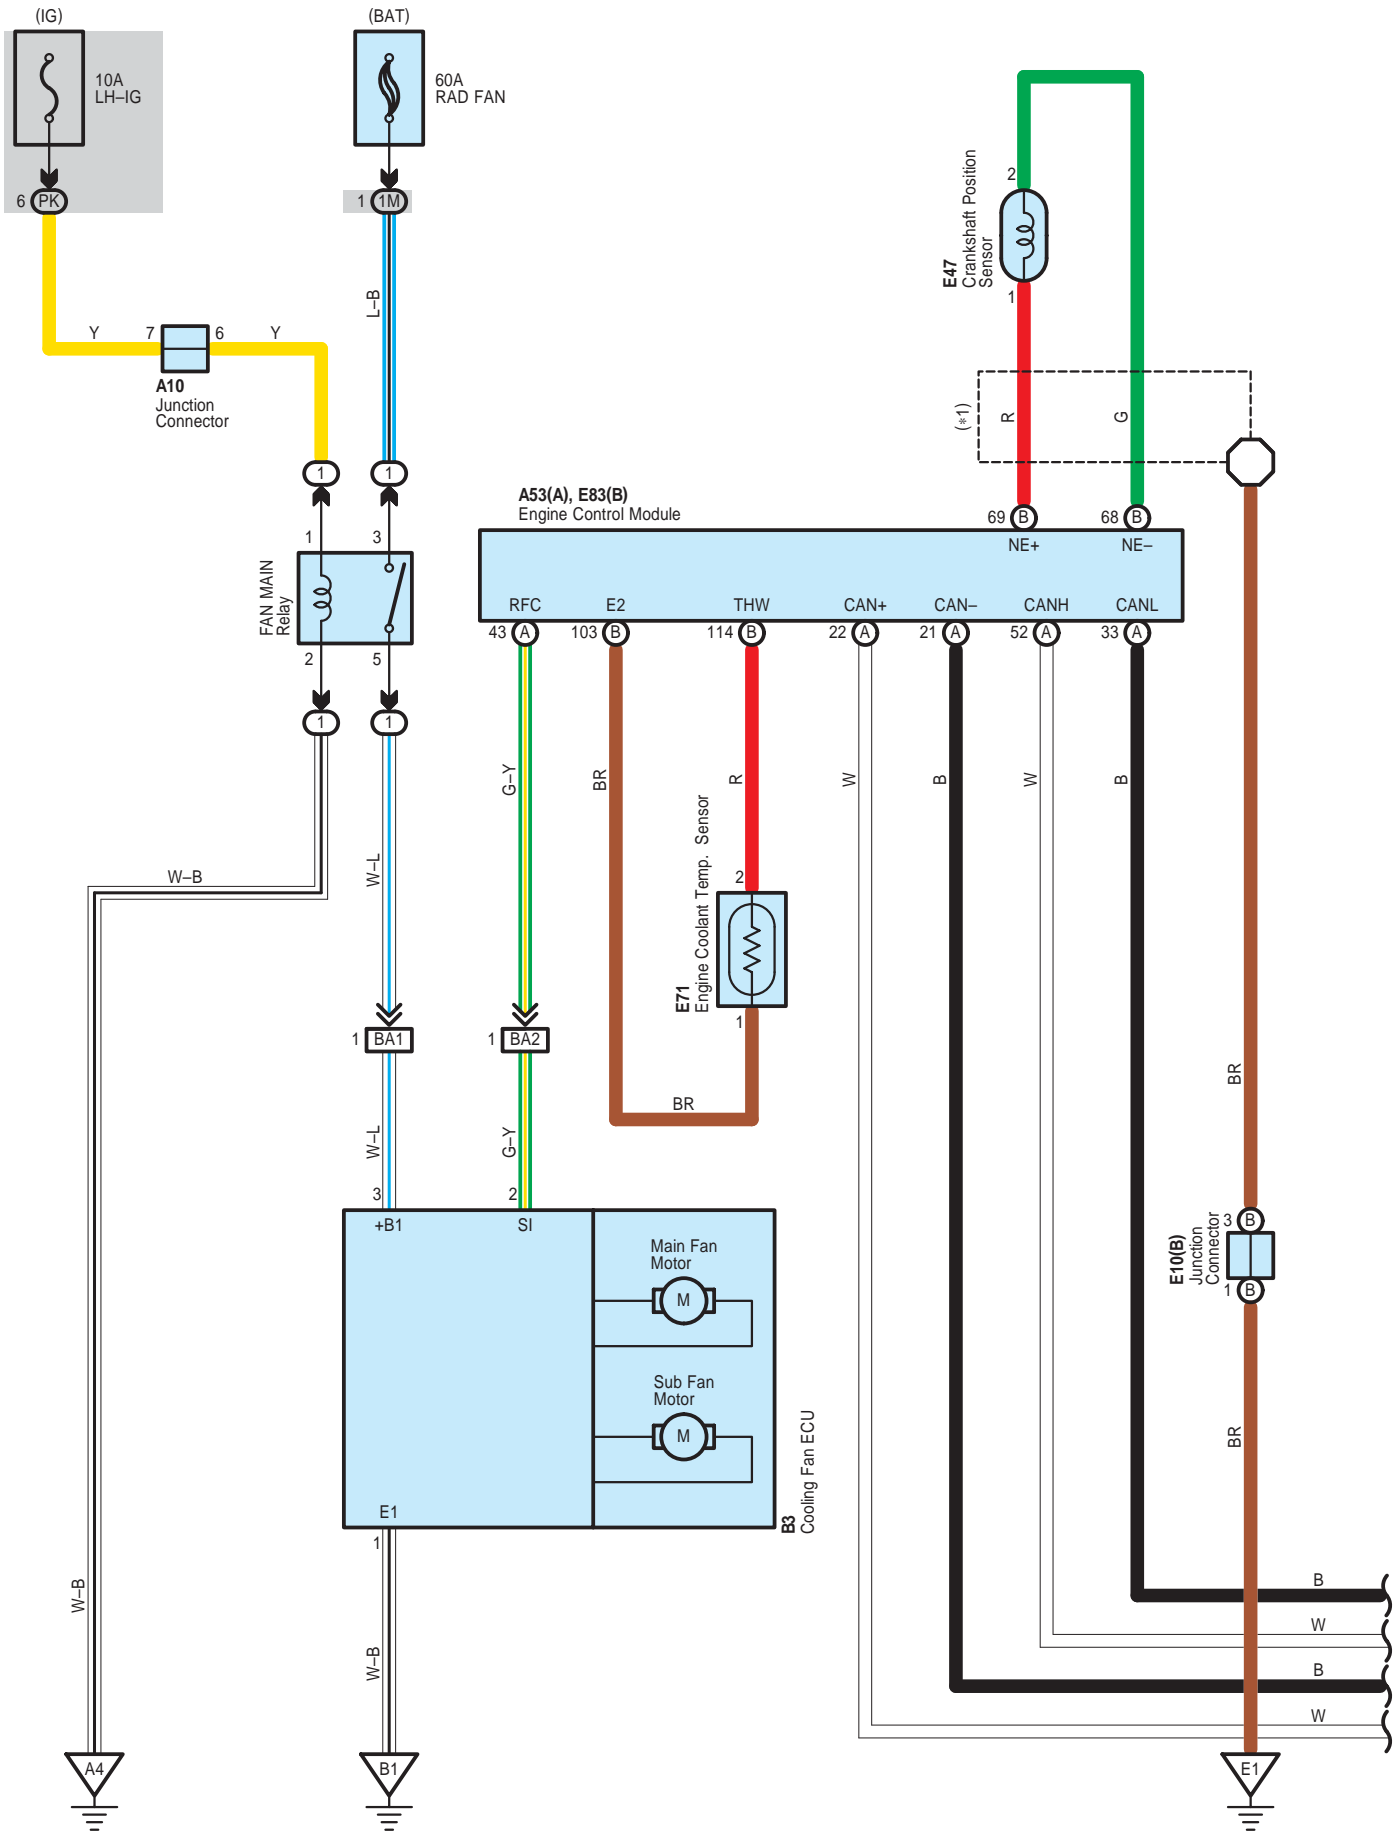 (IG)
(BAT)
10A
LH–IG
60A
RAD FAN
6 PK
1 1M
2
E47
Crankshaft Position
Sensor
1
L–B
Y
7
6
Y
A10
Junction
Connector
(∗1)
R
G
1
1
A53(A), E83(B)
Engine Control Module
69 B
68 B
NE+
NE–
1
3
FAN MAIN
Relay
RFC
E2
THW
CAN+
CAN–
CANH
CANL
43 A
103 B
114 B
22 A
21 A
52 A
33 A
2
5
1
1
G–Y
BR
R
W
B
W
B
W–B
W–L
2
E71
Engine Coolant Temp. Sensor
1
1 BA1
1 BA2
BR
BR
W–L
G–Y
3
2
+B1
SI
Main Fan
Motor
M
Sub Fan
Motor
M
E1
B3
Cooling Fan ECU
1
3 B
E10(B)
Junction
Connector
1 B
BR
W–B
W–B
B
W
B
W
A4
B1
E1